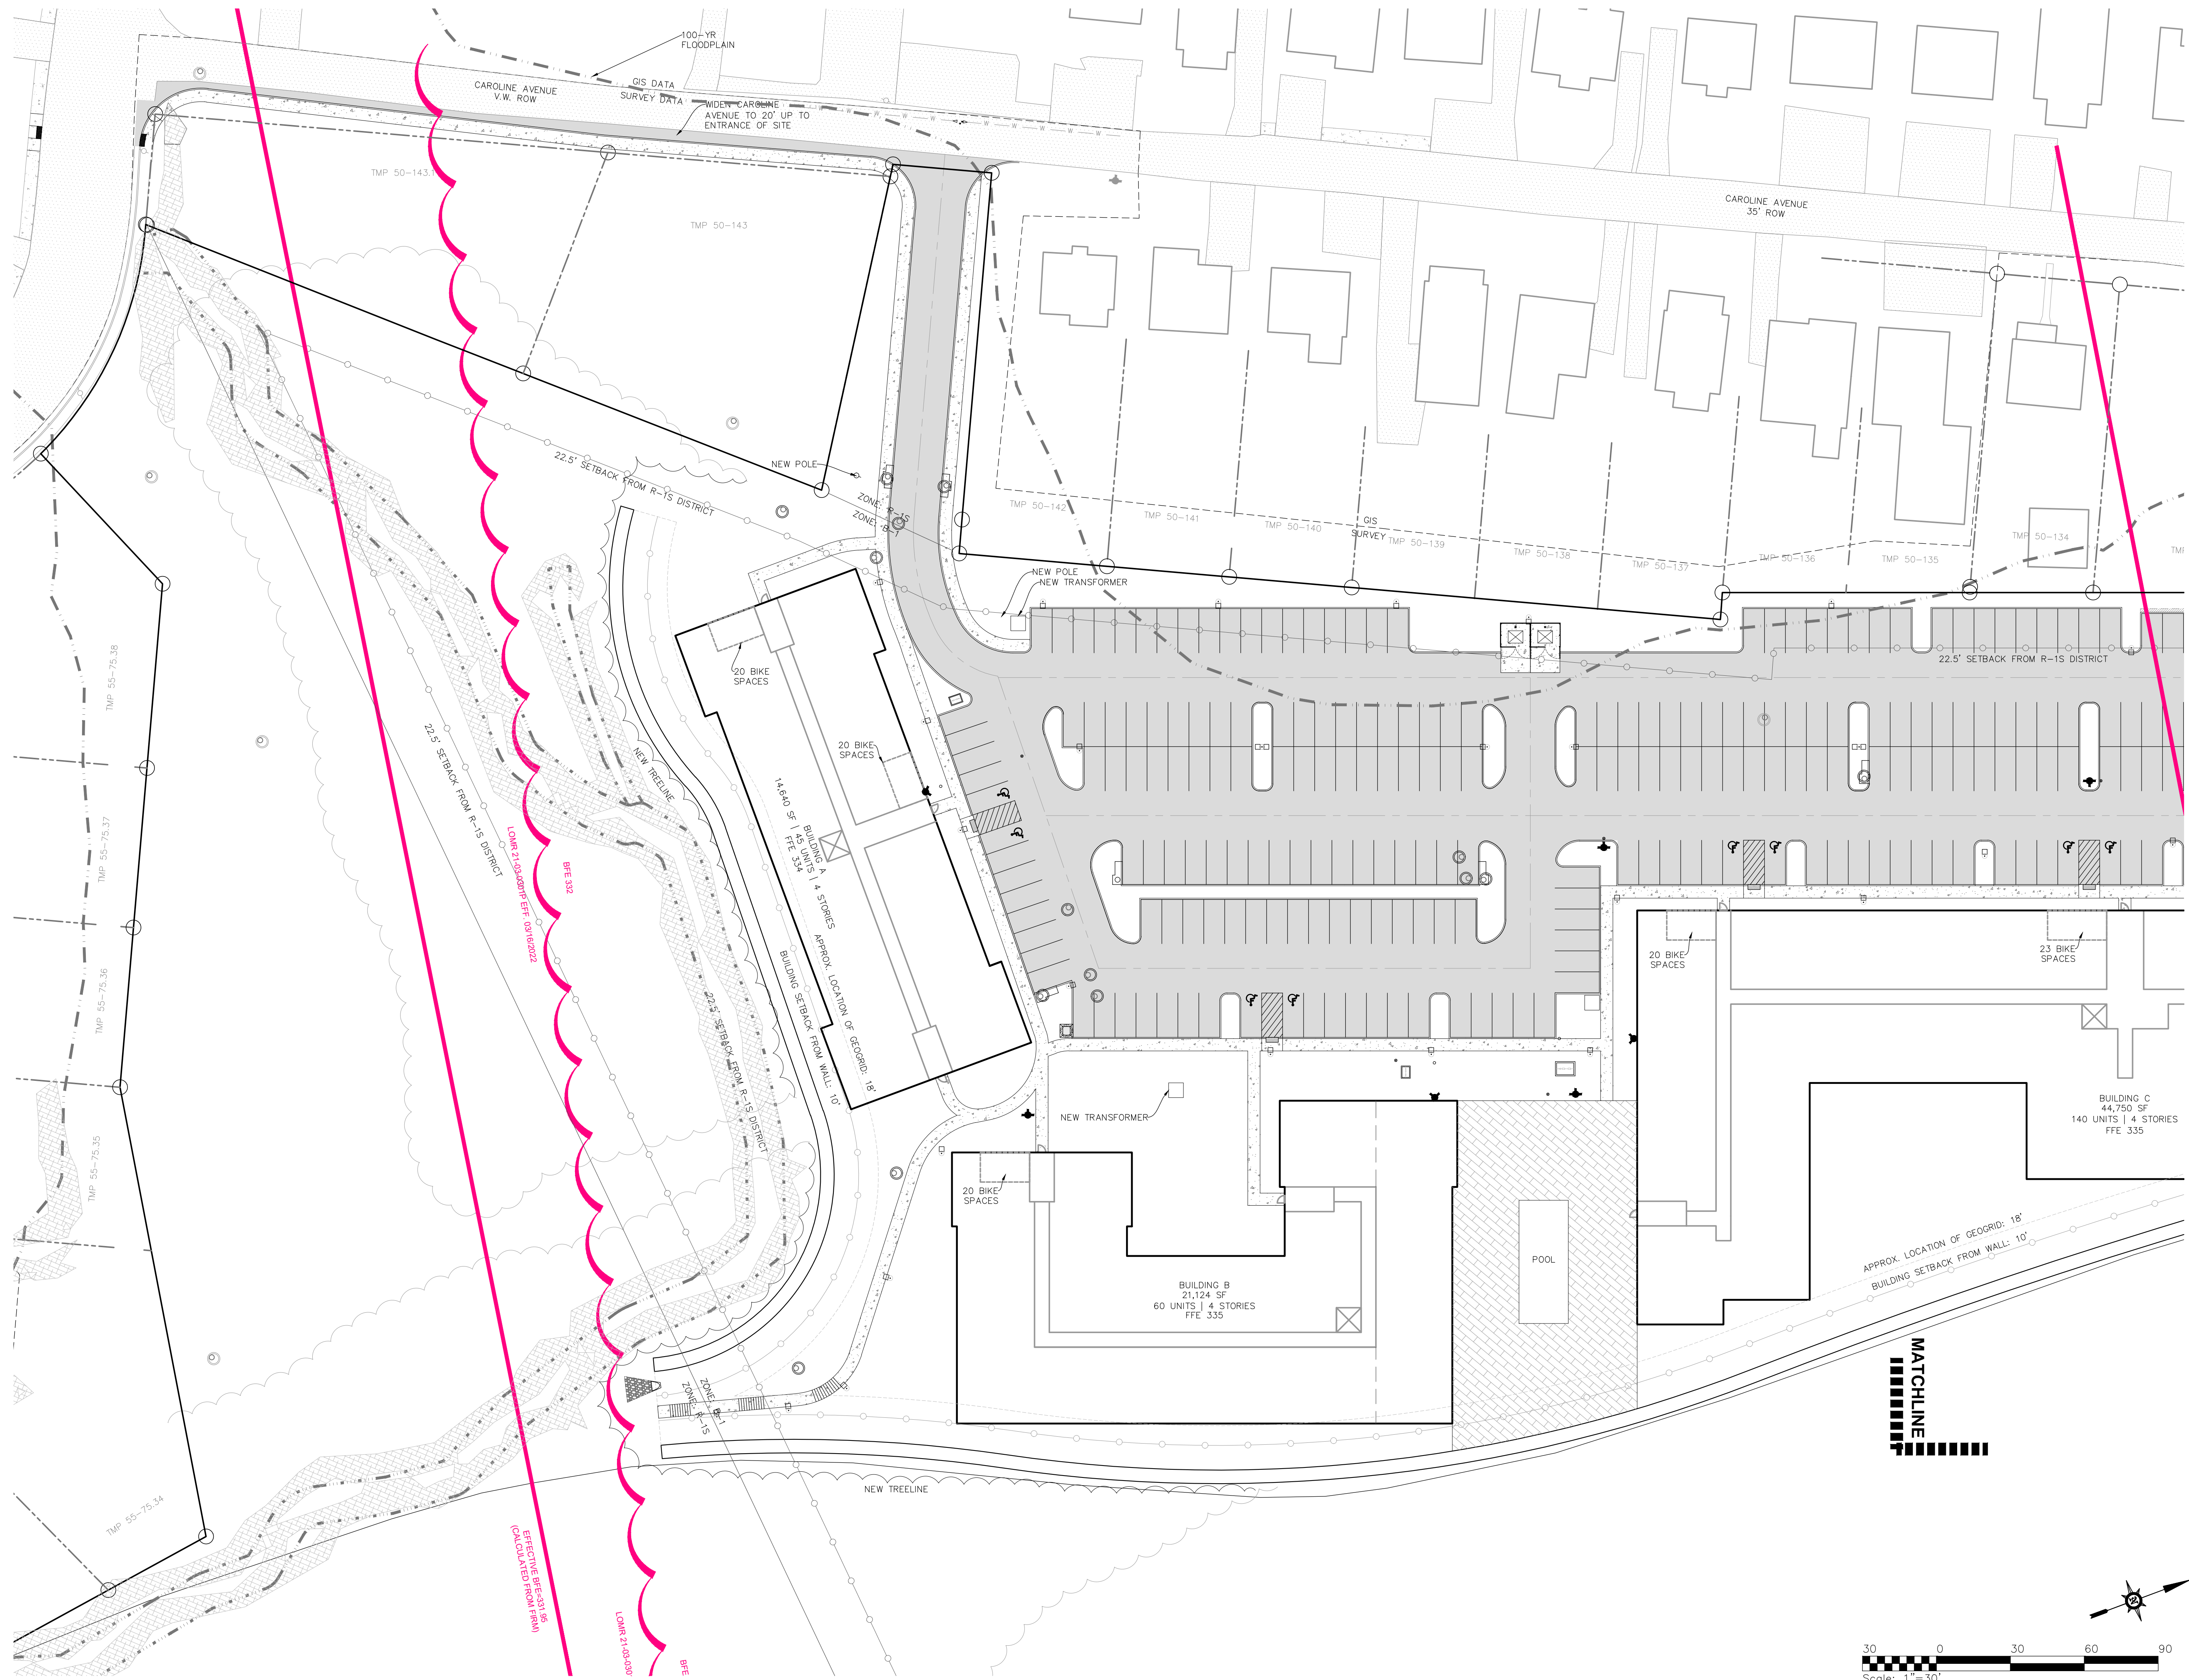 100-YR
FLOODPLAIN
GIS DATA
SURVEY DATA
CAROLINE AVENUE
V.W. ROW
WIDEN CAROLINE
AVENUE TO 20' UP TO
ENTRANCE OF SITE
W W W W W W W W W
TMP 50-143.1
TMP 50-143
CAROLINE AVENUE
35' ROW
22.5' SETBACK FROM R-1S DISTRICT
NEW POLE
ZONE: R-1S
ZONE: B-1
TMP 50-142
TMP 50-141
TMP 50-140
GIS
SURVEY
TMP 50-139
TMP 50-138
TMP 50-137
TMP 50-136
TMP 50-135
TMP 50-134
NEW POLE
NEW TRANSFORMER
22.5' SETBACK FROM R-1S DISTRICT
TMP 55-75.38
TMP 55-75.37
TMP 55-75.36
TMP 55-75.35
TMP 55-75.34
22.5' SETBACK FROM R-1S DISTRICT
LOMR 21-03-0301P EFF. 03/16/2022
BFE 332
NEW TREELINE
20 BIKE
SPACES
20 BIKE
SPACES
BUILDING A
14,640 SF | 45 UNITS | 4 STORIES
FFE 334
APPROX. LOCATION OF GEOGRID: 18'
BUILDING SETBACK FROM WALL: 10'
22.5' SETBACK FROM R-1S DISTRICT
20 BIKE
SPACES
23 BIKE
SPACES
BUILDING C
44,750 SF
140 UNITS | 4 STORIES
FFE 335
NEW TRANSFORMER
20 BIKE
SPACES
BUILDING B
21,124 SF
60 UNITS | 4 STORIES
FFE 335
POOL
APPROX. LOCATION OF GEOGRID: 18'
BUILDING SETBACK FROM WALL: 10'
ZONE: B-1
ZONE: R-1S
NEW TREELINE
MATCHLINE
EFFECTIVE BFE=331.95
(CALCULATED FROM FIRM)
LOMR 21-03-030
BFE
30 0 30 60 90
Scale: 1"=30'